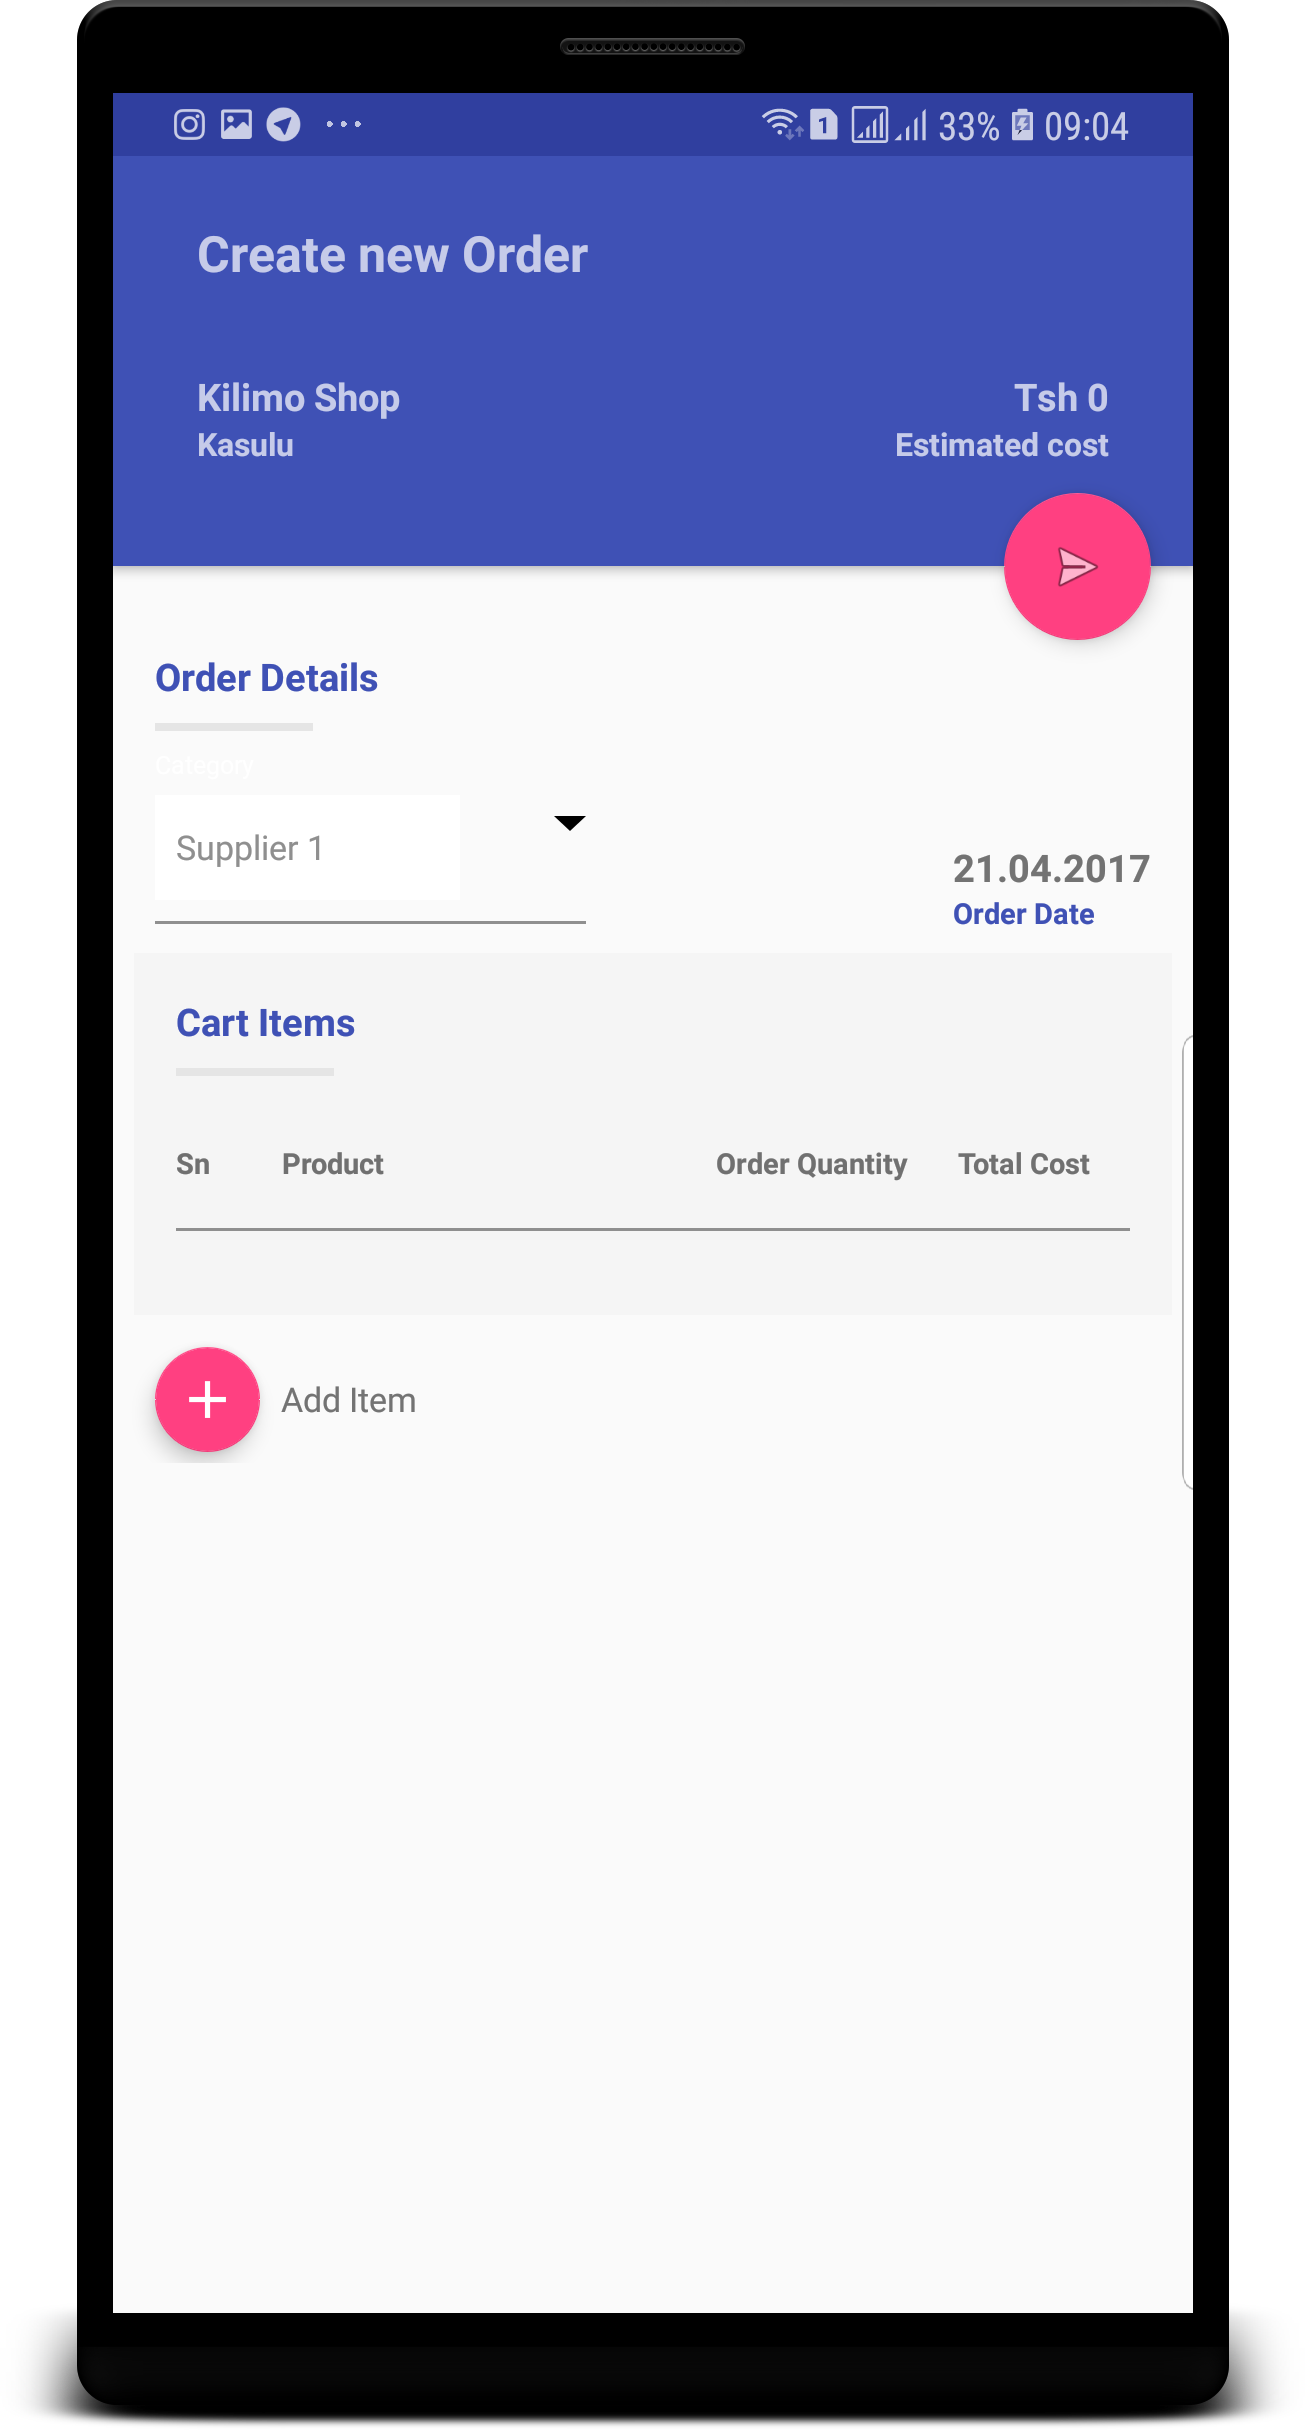 33% 09:04
Create new Order
Kilimo Shop Tsh 0
Kasulu Estimated cost
Order Details
Category
Supplier 1
21.04.2017
Order Date
Cart Items
Sn Product Order Quantity Total Cost
Add Item